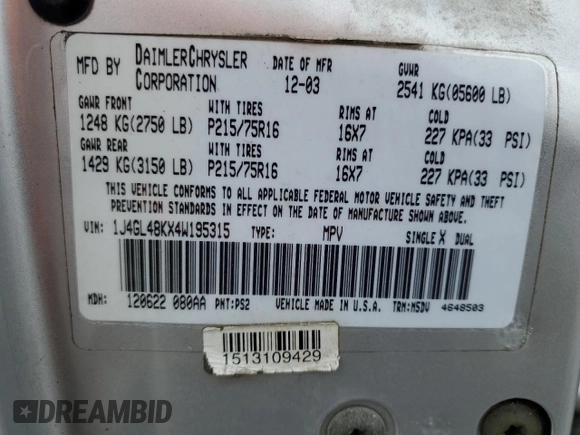 MFD BY DAIMLERCHRYSLER CORPORATION DATE OF MFR 12-03 GVWR 2541 KG(05600 LB)
GAWR FRONT WITH TIRES RIMS AT COLD
1248 KG(2750 LB) P215/75R16 16X7 227 KPA(33 PSI)
GAWR REAR WITH TIRES RIMS AT COLD
1429 KG(3150 LB) P215/75R16 16X7 227 KPA(33 PSI)
THIS VEHICLE CONFORMS TO ALL APPLICABLE FEDERAL MOTOR VEHICLE SAFETY AND THEFT
PREVENTION STANDARDS IN EFFECT ON THE DATE OF MANUFACTURE SHOWN ABOVE.
VIN: 1J4GL48KX4W195315 TYPE: MPV SINGLE X DUAL
MDH: 120622 080AA PNT:PS2 VEHICLE MADE IN U.S.A. TRM:MSDV 4648503
1513109429
DREAMBID